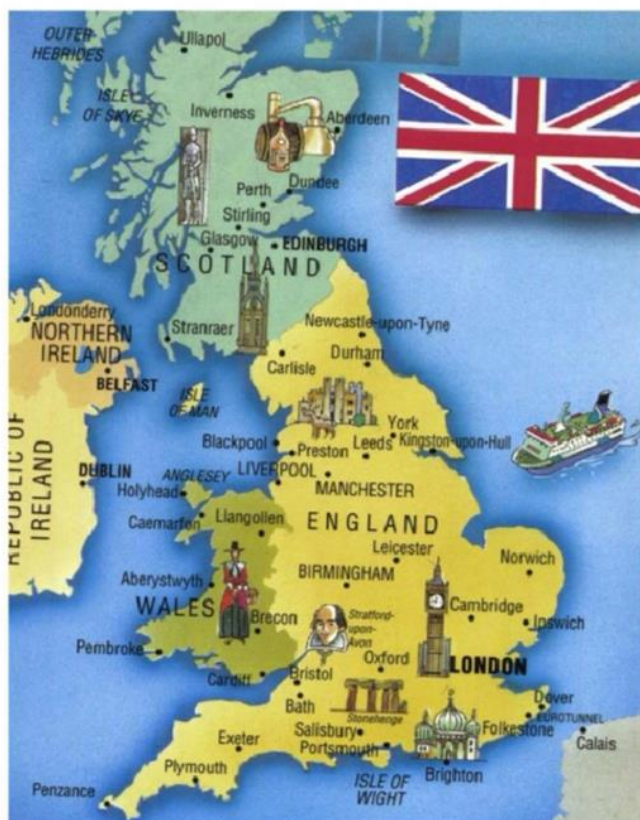 OUTER-
HEBRIDES
Ullapol
ISLE
OF SKYE
Inverness
Aberdeen
Perth
Dundee
Stirling
Glasgow
EDINBURGH
SCOTLAND
Londonderry
NORTHERN
IRELAND
BELFAST
Stranraer
Newcastle-upon-Tyne
Durham
Carlisle
ISLE
OF MAN
York
Blackpool
Preston
Leeds
Kingston-upon-Hull
REPUBLIC OF
IRELAND
DUBLIN
ANGLESEY
LIVERPOOL
MANCHESTER
Holyhead
Caernarfon
Llangollen
ENGLAND
Leicester
Norwich
Aberystwyth
BIRMINGHAM
WALES
Brecon
Stratford-
upon-
Avon
Cambridge
Ipswich
Pembroke
Oxford
LONDON
Cardiff
Bristol
Bath
Stonehenge
Dover
EUROTUNNEL
Folkestone
Calais
Exeter
Salisbury
Portsmouth
Plymouth
ISLE OF
WIGHT
Brighton
Penzance